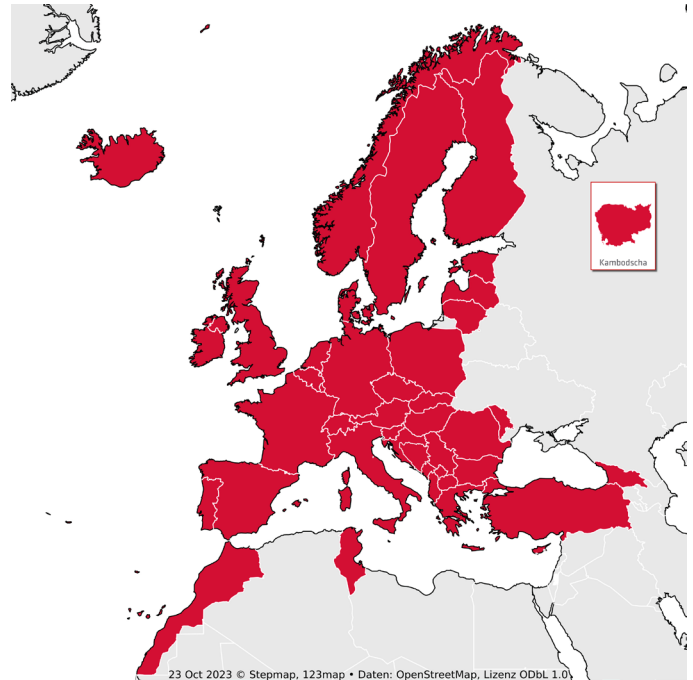 Kambodscha
23 Oct 2023 © Stepmap, 123map • Daten: OpenStreetMap, Lizenz ODbL 1.0